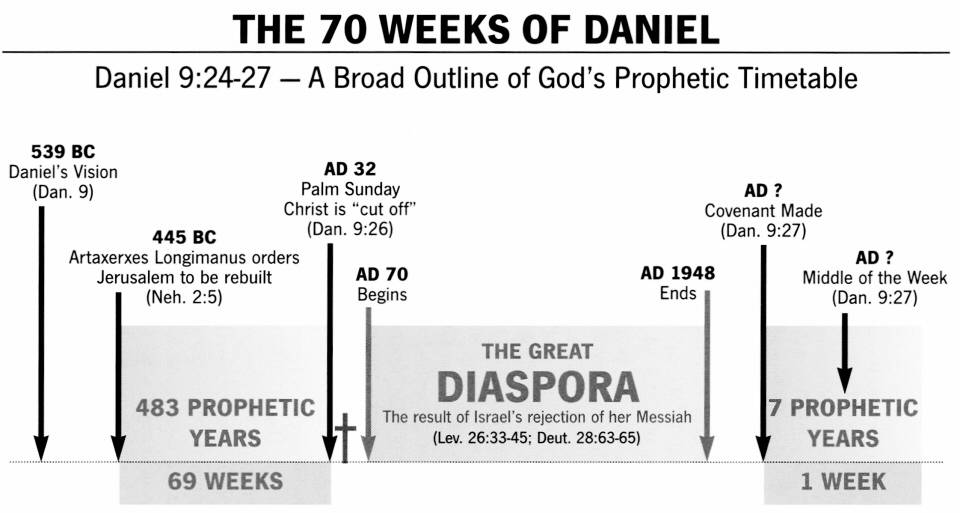 THE 70 WEEKS OF DANIEL
Daniel 9:24-27 — A Broad Outline of God's Prophetic Timetable
539 BC
Daniel's Vision
(Dan. 9)
445 BC
Artaxerxes Longimanus orders
Jerusalem to be rebuilt
(Neh. 2:5)
AD 32
Palm Sunday
Christ is “cut off”
(Dan. 9:26)
AD 70
Begins
AD 1948
Ends
AD ?
Covenant Made
(Dan. 9:27)
AD ?
Middle of the Week
(Dan. 9:27)
483 PROPHETIC
YEARS
69 WEEKS
THE GREAT
DIASPORA
The result of Israel's rejection of her Messiah
(Lev. 26:33-45; Deut. 28:63-65)
7 PROPHETIC
YEARS
1 WEEK